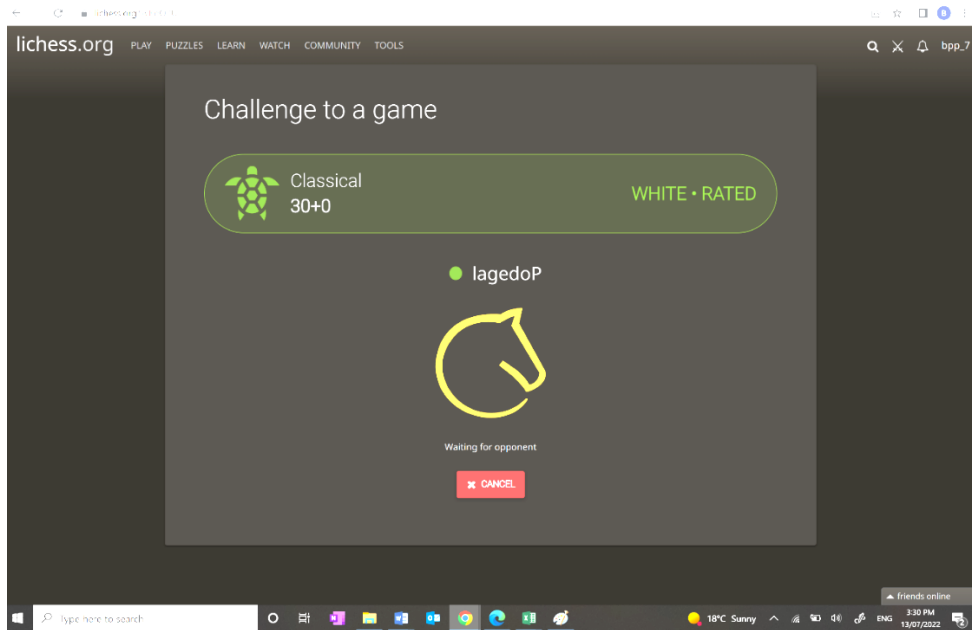 lichess.org PLAY PUZZLES LEARN WATCH COMMUNITY TOOLS bpp_7
Challenge to a game
Classical
30+0
WHITE • RATED
lagedoP
Waiting for opponent
CANCEL
friends online
Type here to search
18°C Sunny
ENG
3:30 PM
13/07/2022